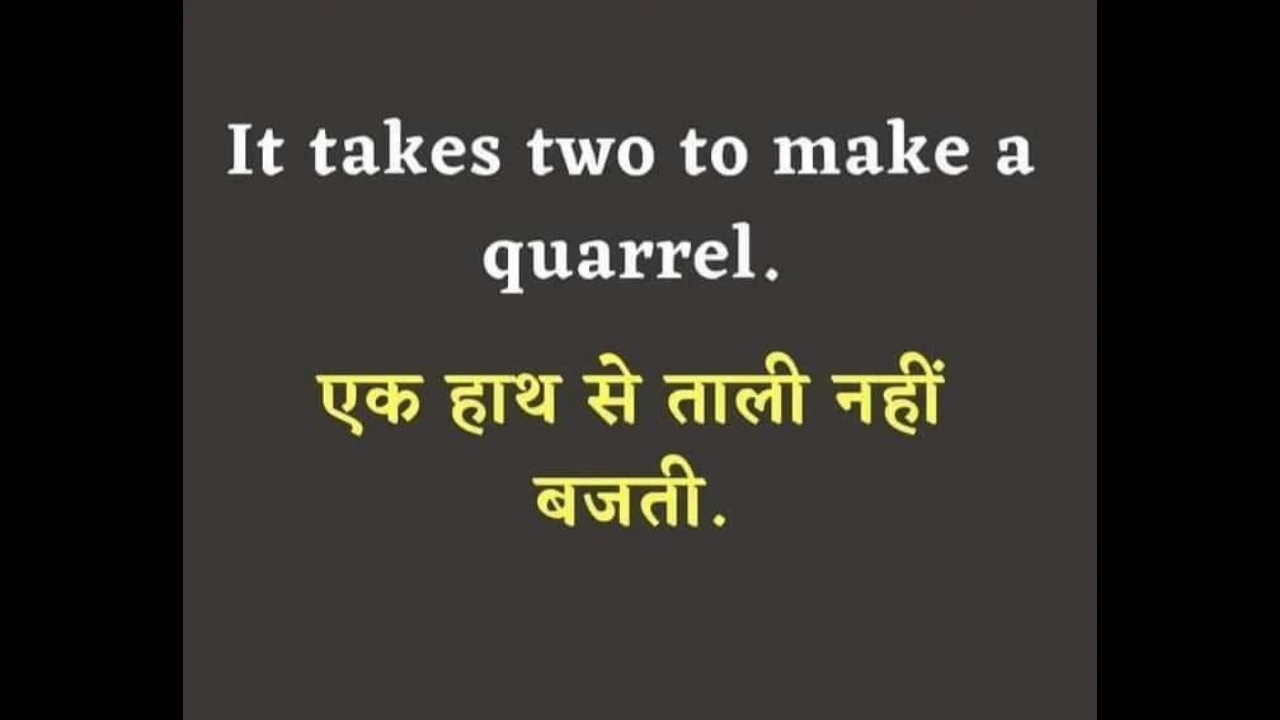 It takes two to make a
quarrel.
एक हाथ से ताली नहीं
बजती.